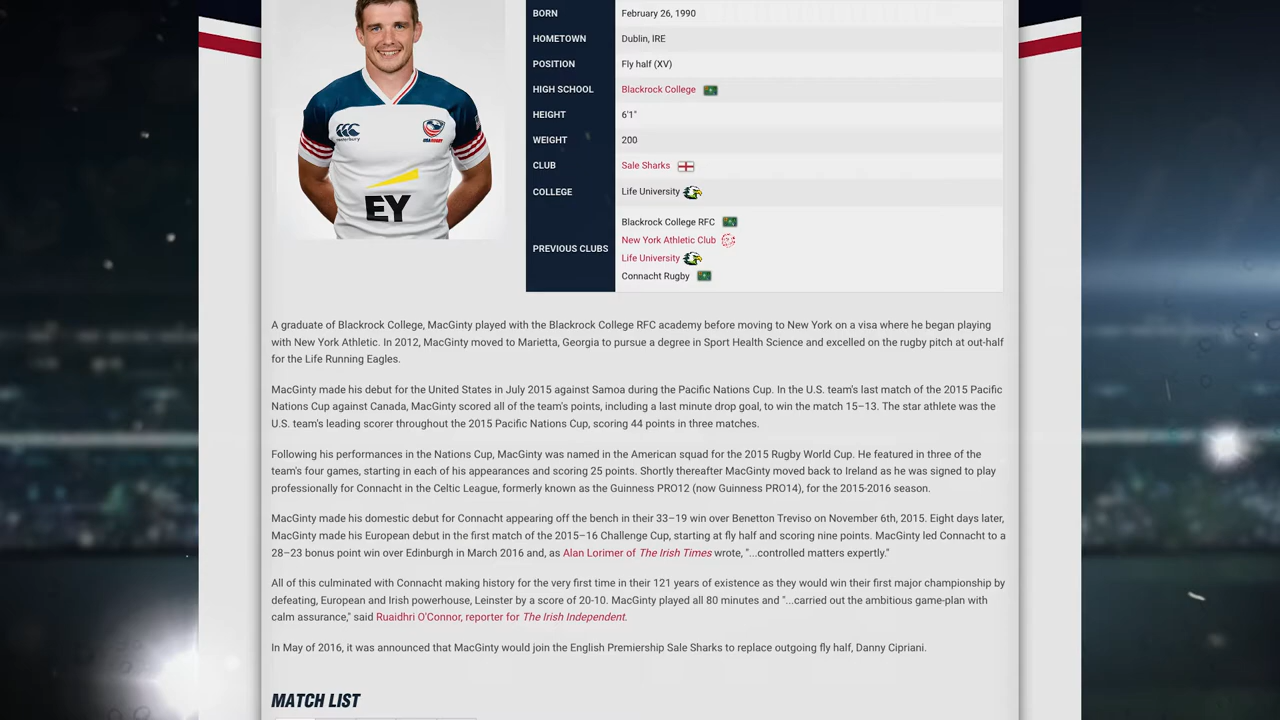 BORN February 26, 1990
HOMETOWN Dublin, IRE
POSITION Fly half (XV)
HIGH SCHOOL Blackrock College
HEIGHT 6'1"
WEIGHT 200
CLUB Sale Sharks
COLLEGE Life University
PREVIOUS CLUBS
Blackrock College RFC
New York Athletic Club
Life University
Connacht Rugby
canterbury
USA RUGBY
EY
A graduate of Blackrock College, MacGinty played with the Blackrock College RFC academy before moving to New York on a visa where he began playing
with New York Athletic. In 2012, MacGinty moved to Marietta, Georgia to pursue a degree in Sport Health Science and excelled on the rugby pitch at out-half
for the Life Running Eagles.
MacGinty made his debut for the United States in July 2015 against Samoa during the Pacific Nations Cup. In the U.S. team's last match of the 2015 Pacific
Nations Cup against Canada, MacGinty scored all of the team's points, including a last minute drop goal, to win the match 15–13. The star athlete was the
U.S. team's leading scorer throughout the 2015 Pacific Nations Cup, scoring 44 points in three matches.
Following his performances in the Nations Cup, MacGinty was named in the American squad for the 2015 Rugby World Cup. He featured in three of the
team's four games, starting in each of his appearances and scoring 25 points. Shortly thereafter MacGinty moved back to Ireland as he was signed to play
professionally for Connacht in the Celtic League, formerly known as the Guinness PRO12 (now Guinness PRO14), for the 2015-2016 season.
MacGinty made his domestic debut for Connacht appearing off the bench in their 33–19 win over Benetton Treviso on November 6th, 2015. Eight days later,
MacGinty made his European debut in the first match of the 2015–16 Challenge Cup, starting at fly half and scoring nine points. MacGinty led Connacht to a
28–23 bonus point win over Edinburgh in March 2016 and, as Alan Lorimer of The Irish Times wrote, "...controlled matters expertly."
All of this culminated with Connacht making history for the very first time in their 121 years of existence as they would win their first major championship by
defeating, European and Irish powerhouse, Leinster by a score of 20-10. MacGinty played all 80 minutes and "...carried out the ambitious game-plan with
calm assurance," said Ruaidhri O'Connor, reporter for The Irish Independent.
In May of 2016, it was announced that MacGinty would join the English Premiership Sale Sharks to replace outgoing fly half, Danny Cipriani.
MATCH LIST